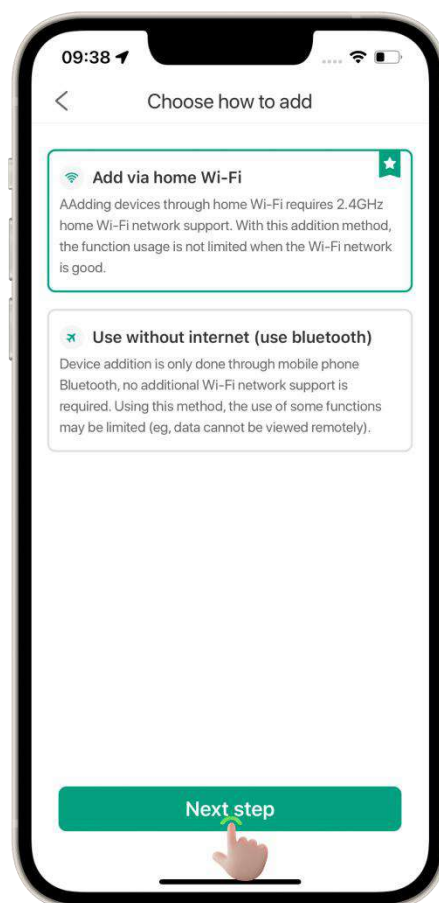 09:38
Choose how to add
Add via home Wi-Fi
AAdding devices through home Wi-Fi requires 2.4GHz
home Wi-Fi network support. With this addition method,
the function usage is not limited when the Wi-Fi network
is good.
Use without internet (use bluetooth)
Device addition is only done through mobile phone
Bluetooth, no additional Wi-Fi network support is
required. Using this method, the use of some functions
may be limited (eg, data cannot be viewed remotely).
Next step